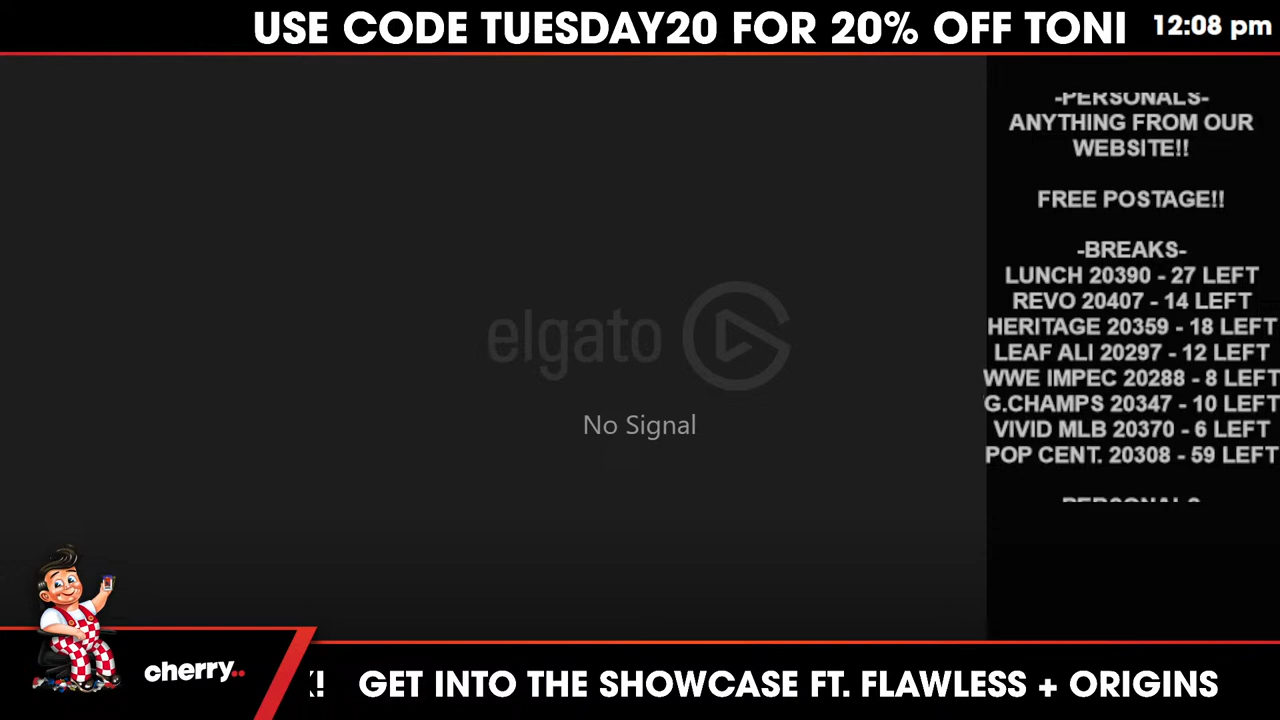 USE CODE TUESDAY20 FOR 20% OFF TONI
12:08 pm
-PERSONALS-
ANYTHING FROM OUR
WEBSITE!!
FREE POSTAGE!!
-BREAKS-
LUNCH 20390 - 27 LEFT
REVO 20407 - 14 LEFT
HERITAGE 20359 - 18 LEFT
LEAF ALI 20297 - 12 LEFT
WWE IMPEC 20288 - 8 LEFT
G.CHAMPS 20347 - 10 LEFT
VIVID MLB 20370 - 6 LEFT
POP CENT. 20308 - 59 LEFT
elgato
No Signal
cherry..
! GET INTO THE SHOWCASE FT. FLAWLESS + ORIGINS